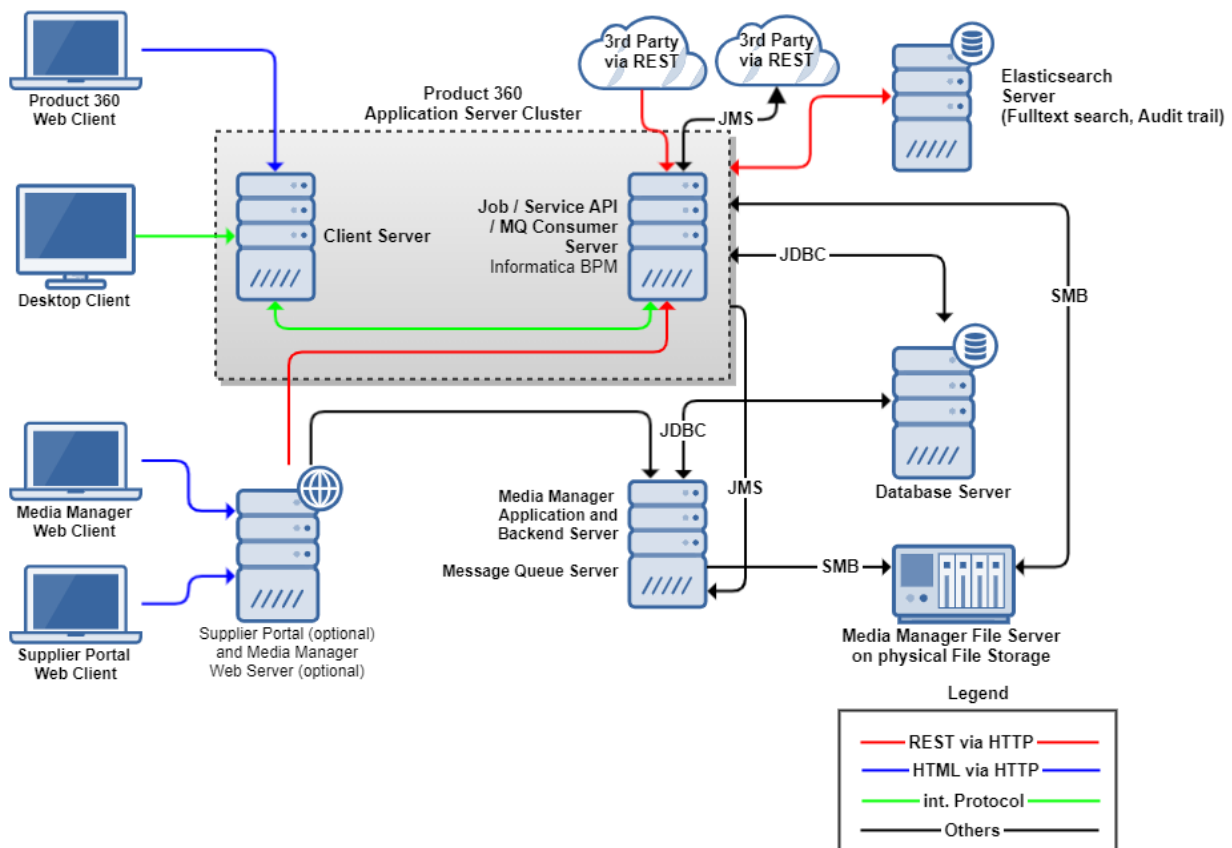 Product 360
Web Client
Desktop Client
Product 360
Application Server Cluster
3rd Party
via REST
3rd Party
via REST
JMS
Elasticsearch
Server
(Fulltext search, Audit trail)
Client Server
Job / Service API
/ MQ Consumer
Server
Informatica BPM
JDBC
SMB
Media Manager
Web Client
Supplier Portal
Web Client
Supplier Portal (optional)
and Media Manager
Web Server (optional)
JDBC
JMS
Media Manager
Application and
Backend Server
Message Queue Server
Database Server
SMB
Media Manager File Server
on physical File Storage
Legend
REST via HTTP
HTML via HTTP
int. Protocol
Others